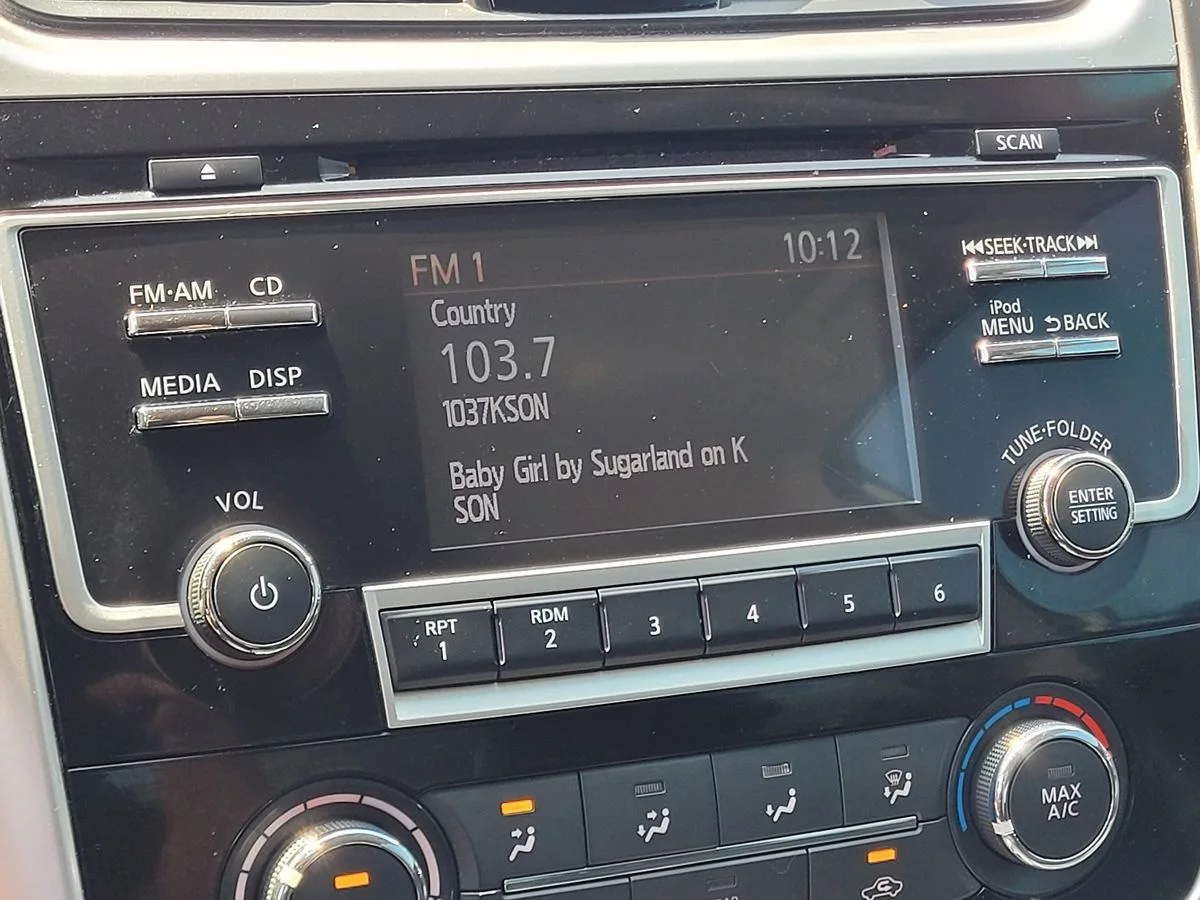 SCAN
FM·AM CD
MEDIA DISP
VOL
FM 1 10:12
Country
103.7
1037KSON
Baby Girl by Sugarland on K
SON
SEEK·TRACK
iPod
MENU BACK
TUNE·FOLDER
ENTER
SETTING
RPT RDM
1 2 3 4 5 6
MAX
A/C